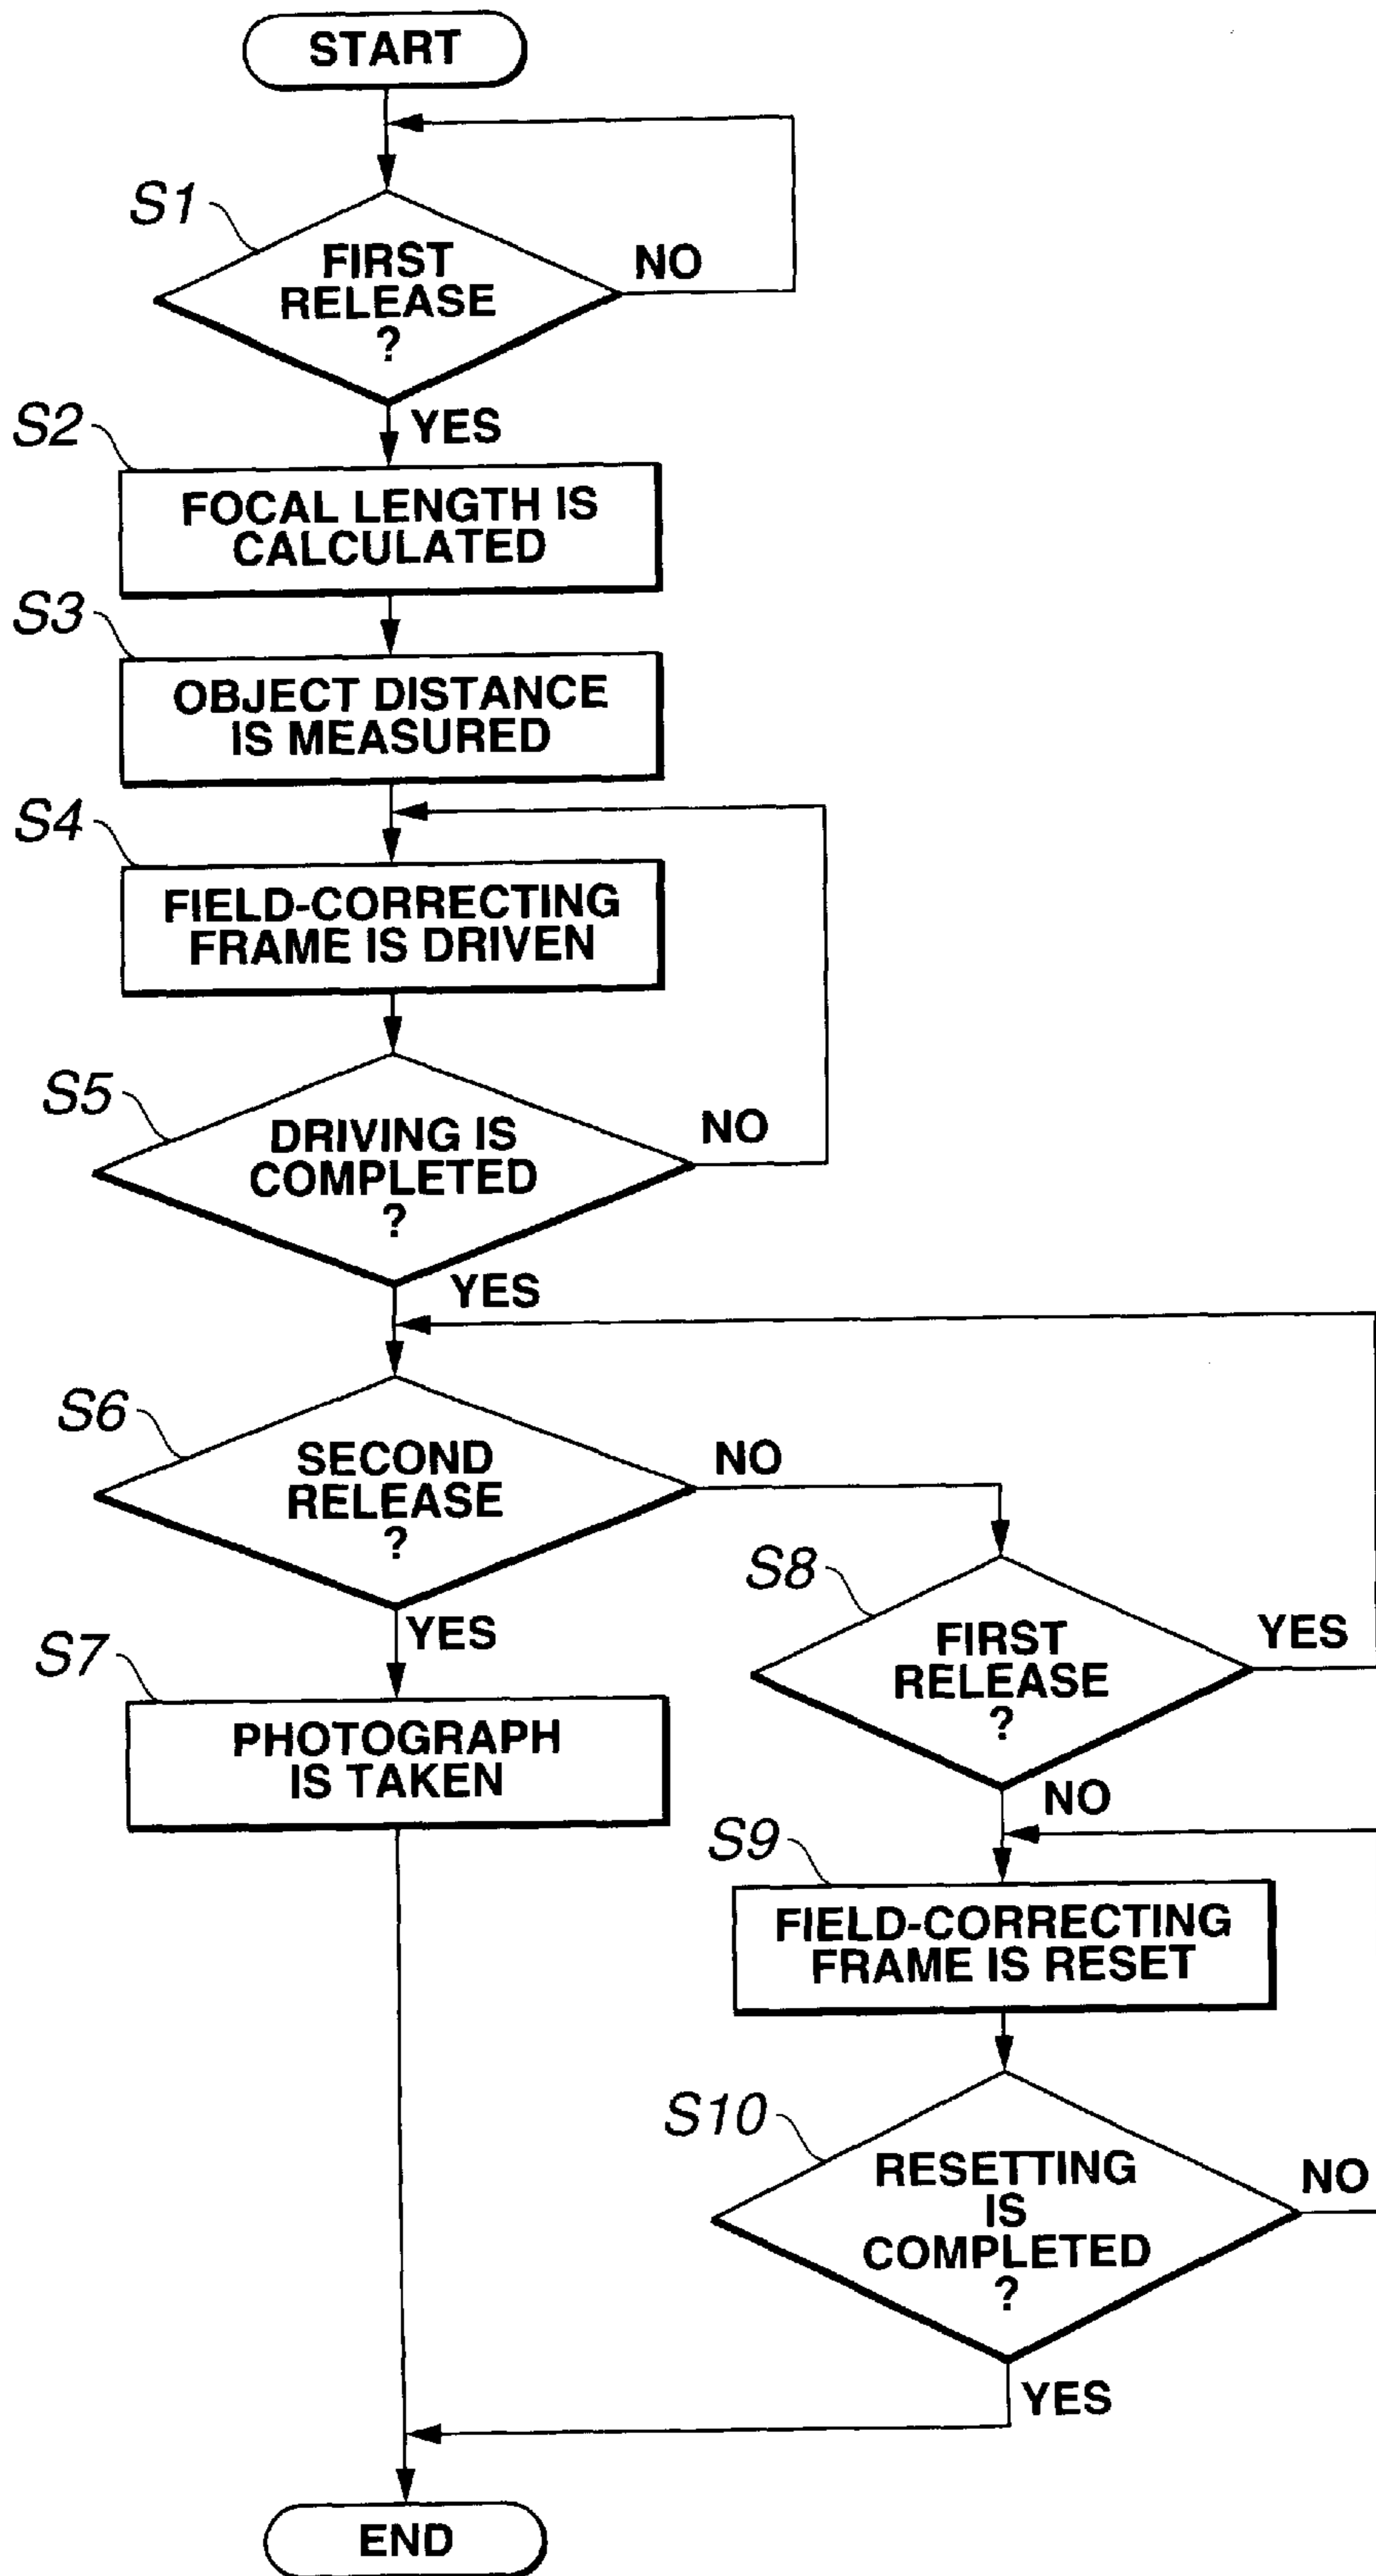 START
S1
FIRST
RELEASE
?
NO
YES
S2
FOCAL LENGTH IS
CALCULATED
S3
OBJECT DISTANCE
IS MEASURED
S4
FIELD-CORRECTING
FRAME IS DRIVEN
S5
DRIVING IS
COMPLETED
?
NO
YES
S6
SECOND
RELEASE
?
NO
YES
S7
PHOTOGRAPH
IS TAKEN
S8
FIRST
RELEASE
?
YES
NO
S9
FIELD-CORRECTING
FRAME IS RESET
S10
RESETTING
IS
COMPLETED
?
NO
YES
END